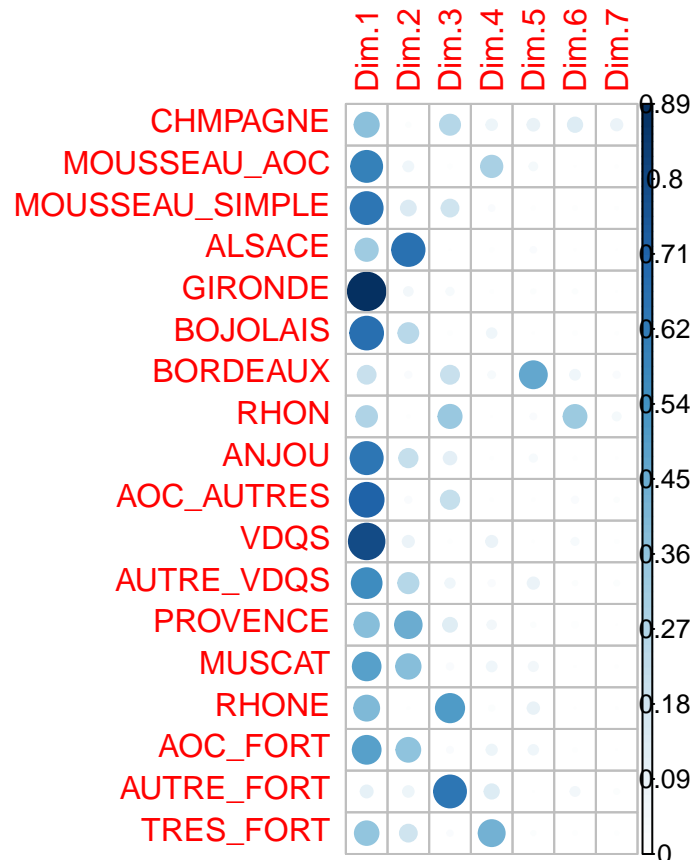 Dim.1 Dim.2 Dim.3 Dim.4 Dim.5 Dim.6 Dim.7
CHMPAGNE
MOUSSEAU_AOC
MOUSSEAU_SIMPLE
ALSACE
GIRONDE
BOJOLAIS
BORDEAUX
RHON
ANJOU
AOC_AUTRES
VDQS
AUTRE_VDQS
PROVENCE
MUSCAT
RHONE
AOC_FORT
AUTRE_FORT
TRES_FORT
0.89
0.8
0.71
0.62
0.54
0.45
0.36
0.27
0.18
0.09
0